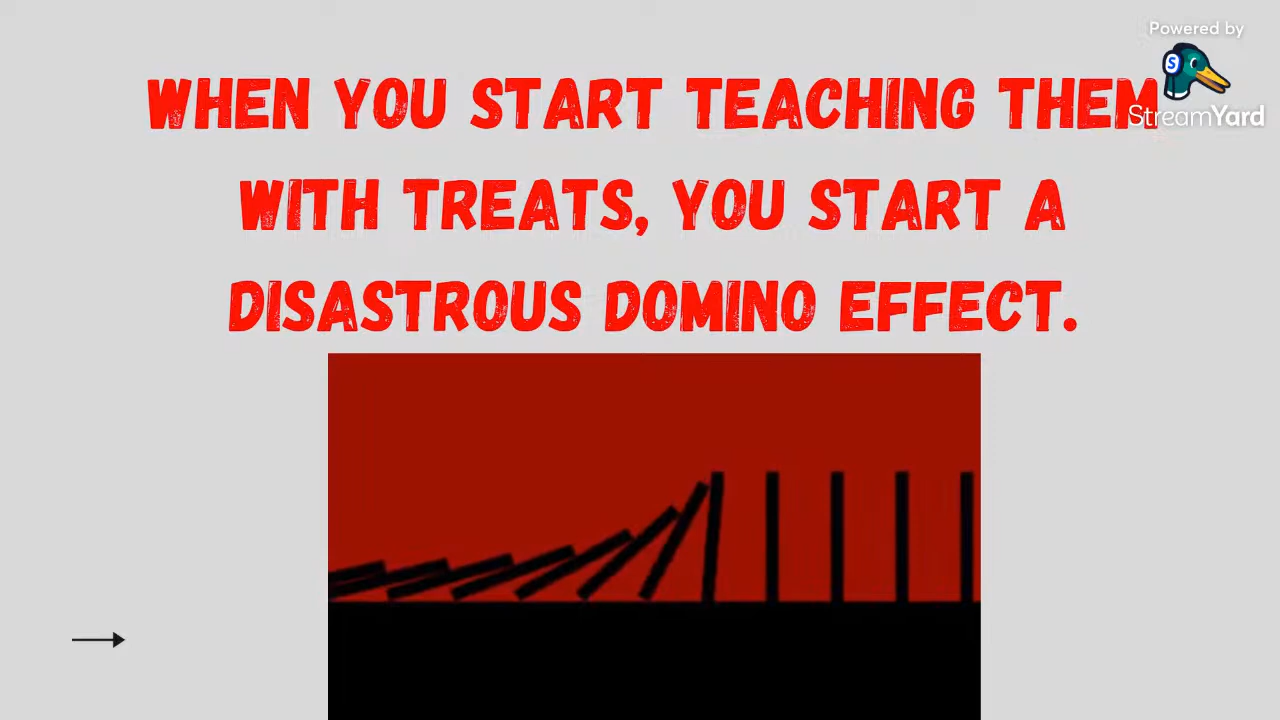 Powered by
S
StreamYard
WHEN YOU START TEACHING THEM
WITH TREATS, YOU START A
DISASTROUS DOMINO EFFECT.